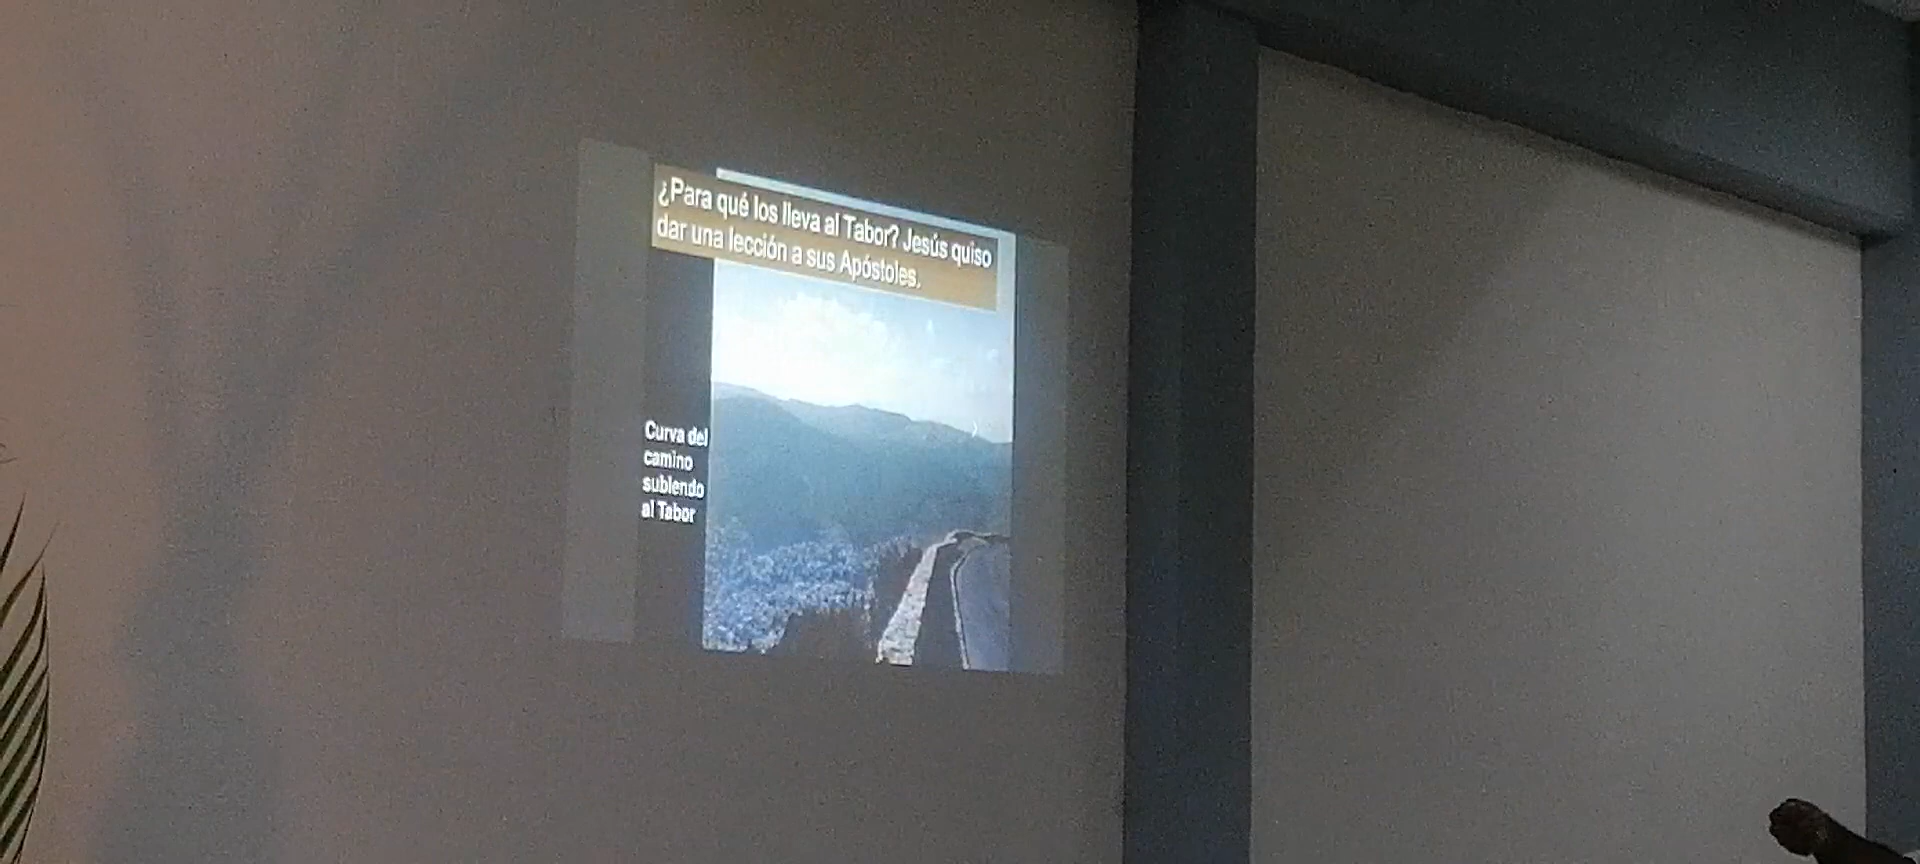 ¿Para qué los lleva al Tabor? Jesús quiso
dar una lección a sus Apóstoles.
Curva del
camino
subiendo
al Tabor